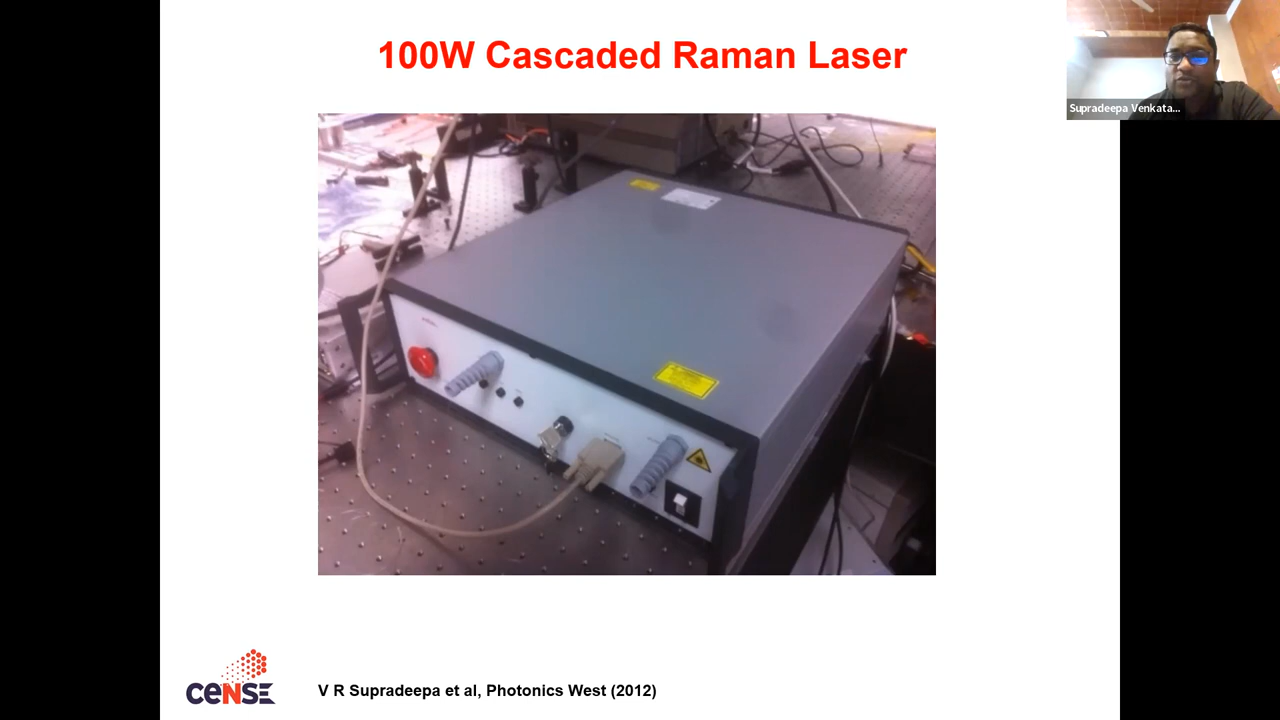 100W Cascaded Raman Laser
Supradeepa Venkata...
CeNSE
V R Supradeepa et al, Photonics West (2012)